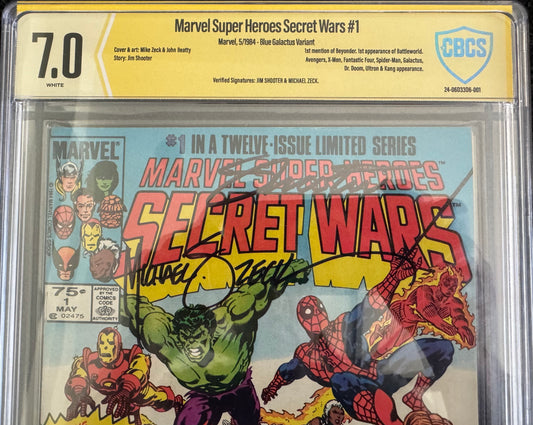 Marvel Super Heroes Secret Wars #1
Marvel, 5/1984 - Blue Galactus Variant
7.0
WHITE
Cover & art: Mike Zeck & John Beatty
Story: Jim Shooter
1st mention of Beyonder. 1st appearance of Battleworld.
Avengers, X-Men, Fantastic Four, Spider-Man, Galactus,
Dr. Doom, Ultron & Kang appearance.
Verified Signatures: JIM SHOOTER & MICHAEL ZECK.
CBCS
24-0603308-001
MARVEL
#1 IN A TWELVE-ISSUE LIMITED SERIES
MARVEL SUPER HEROES
SECRET WARS
MICHAEL ZECK
75¢
1
MAY
02475
APPROVED
BY THE
COMICS
CODE
AUTHORITY